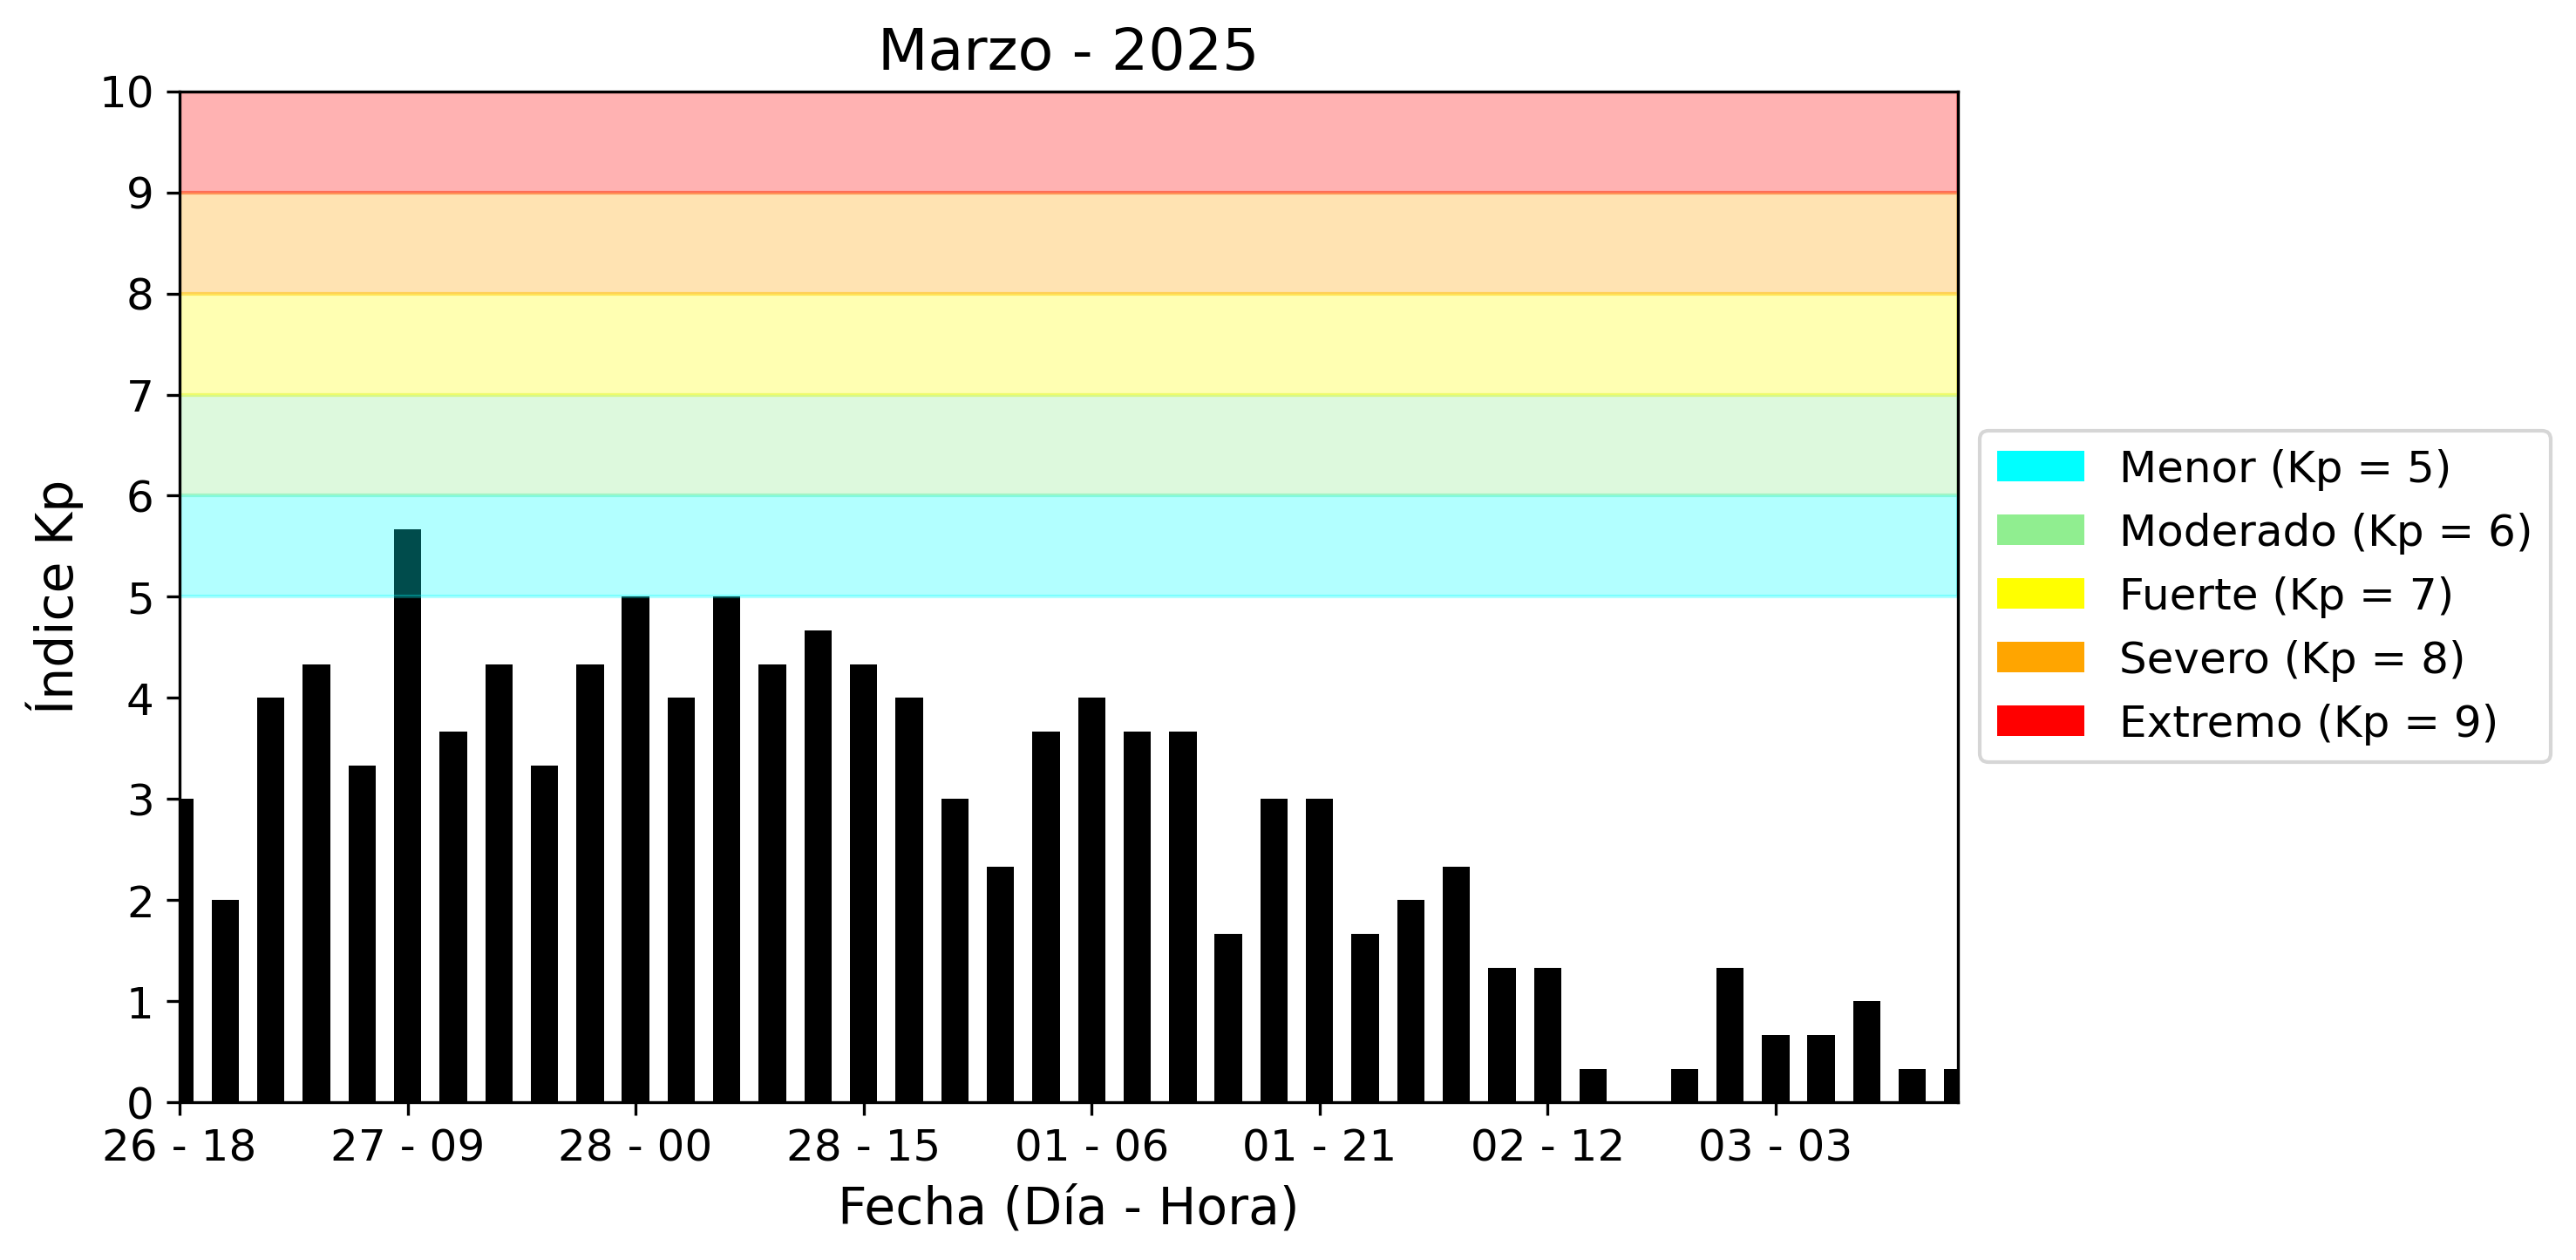 Marzo - 2025
10
9
8
7
6
5
4
3
2
1
0
Índice Kp
26 - 18
27 - 09
28 - 00
28 - 15
01 - 06
01 - 21
02 - 12
03 - 03
Fecha (Día - Hora)
Menor (Kp = 5)
Moderado (Kp = 6)
Fuerte (Kp = 7)
Severo (Kp = 8)
Extremo (Kp = 9)